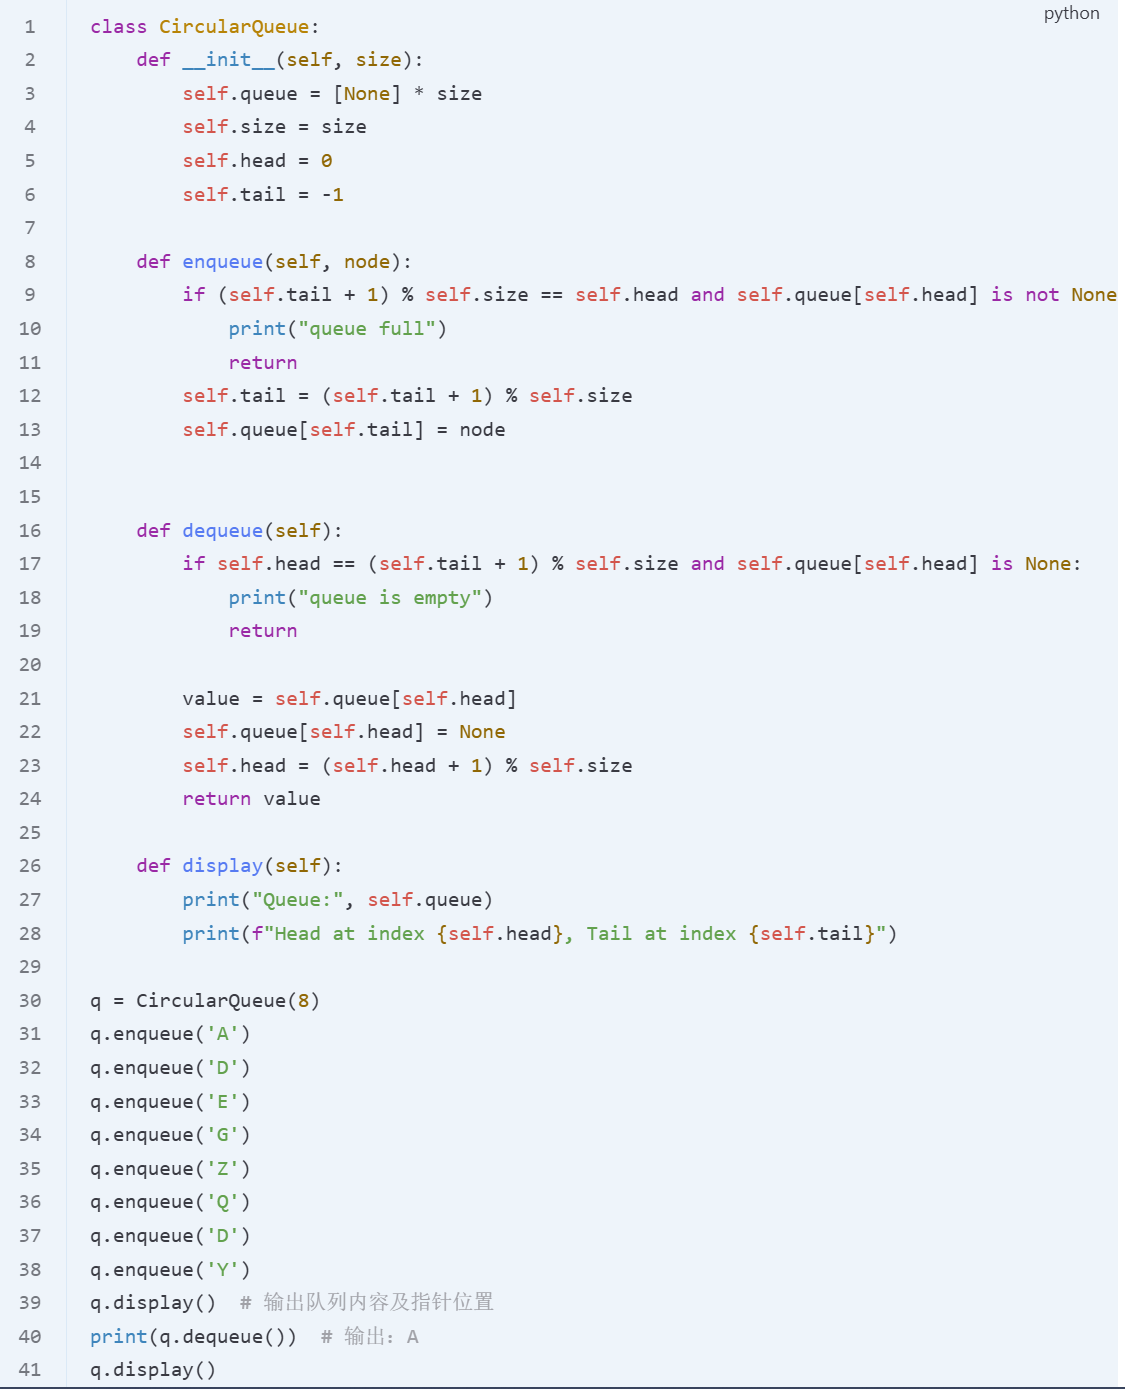 python
1 class CircularQueue:
2     def __init__(self, size):
3         self.queue = [None] * size
4         self.size = size
5         self.head = 0
6         self.tail = -1
7
8     def enqueue(self, node):
9         if (self.tail + 1) % self.size == self.head and self.queue[self.head] is not None
10             print("queue full")
11             return
12         self.tail = (self.tail + 1) % self.size
13         self.queue[self.tail] = node
14
15
16     def dequeue(self):
17         if self.head == (self.tail + 1) % self.size and self.queue[self.head] is None:
18             print("queue is empty")
19             return
20
21         value = self.queue[self.head]
22         self.queue[self.head] = None
23         self.head = (self.head + 1) % self.size
24         return value
25
26     def display(self):
27         print("Queue:", self.queue)
28         print(f"Head at index {self.head}, Tail at index {self.tail}")
29
30 q = CircularQueue(8)
31 q.enqueue('A')
32 q.enqueue('D')
33 q.enqueue('E')
34 q.enqueue('G')
35 q.enqueue('Z')
36 q.enqueue('Q')
37 q.enqueue('D')
38 q.enqueue('Y')
39 q.display()  # 输出队列内容及指针位置
40 print(q.dequeue())  # 输出: A
41 q.display()